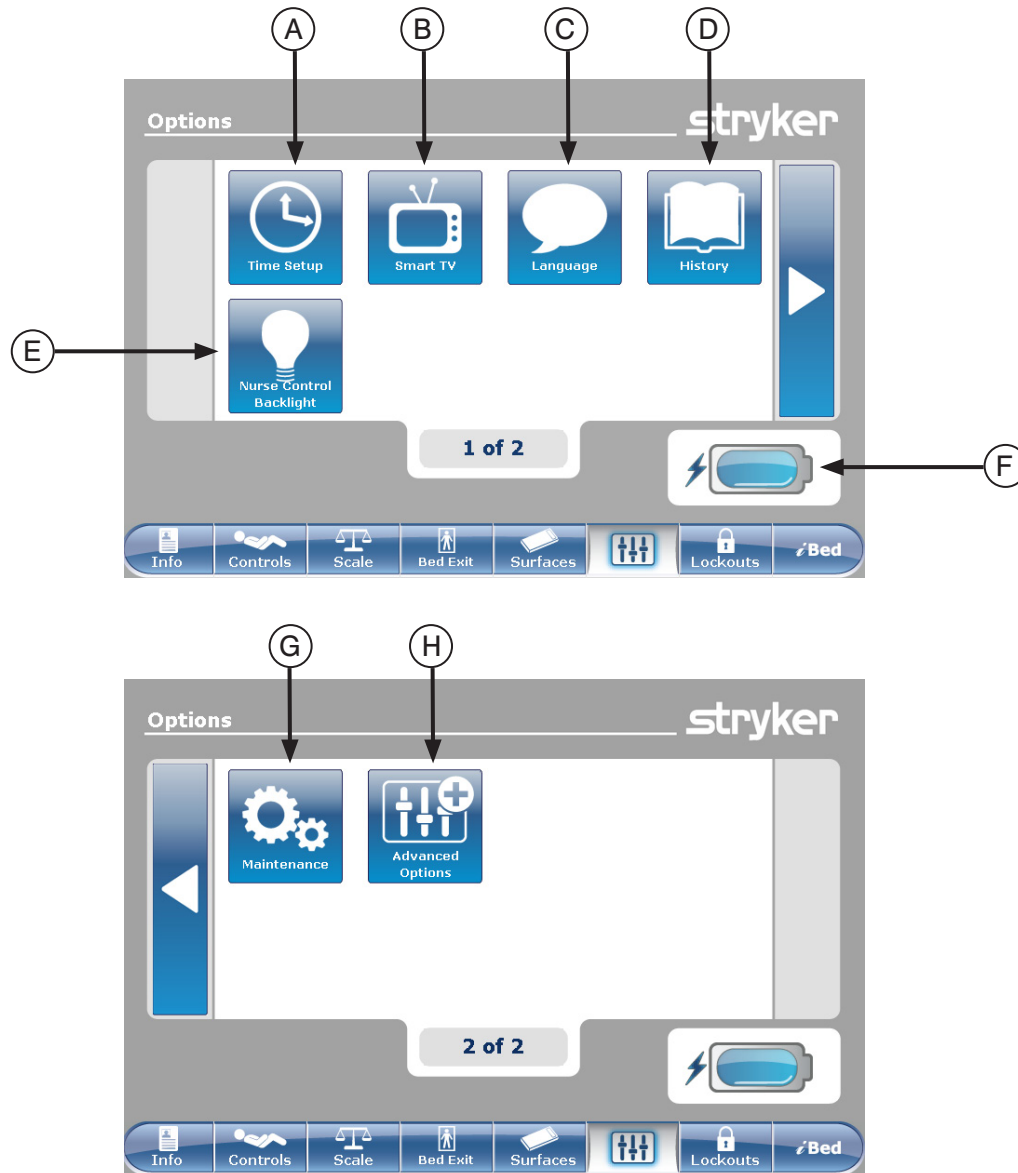 A B C D
Options
stryker
Time Setup
Smart TV
Language
History
E
Nurse Control
Backlight
1 of 2
F
Info
Controls
Scale
Bed Exit
Surfaces
Lockouts
iBed
G H
Options
stryker
Maintenance
Advanced
Options
2 of 2
Info
Controls
Scale
Bed Exit
Surfaces
Lockouts
iBed